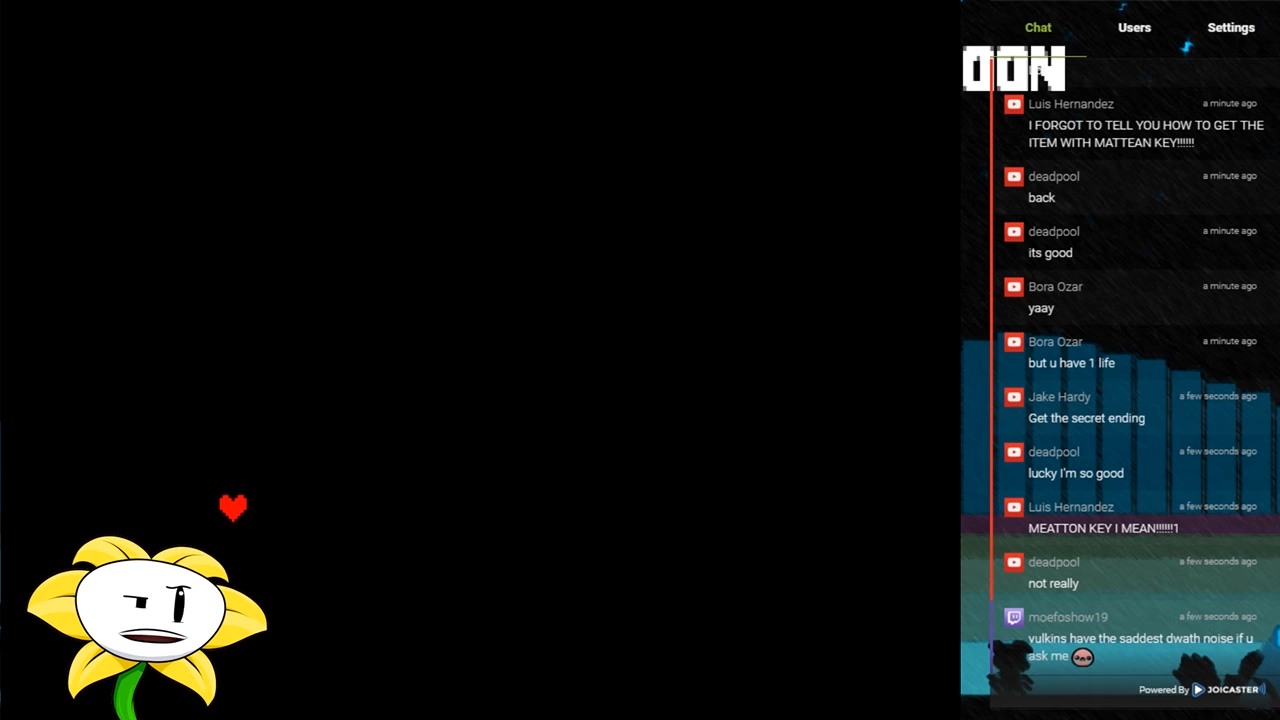 Chat Users Settings
OON
Luis Hernandez a minute ago
I FORGOT TO TELL YOU HOW TO GET THE
ITEM WITH MATTEAN KEY!!!!!!
deadpool a minute ago
back
deadpool a minute ago
its good
Bora Ozar a minute ago
yaay
Bora Ozar a minute ago
but u have 1 life
Jake Hardy a few seconds ago
Get the secret ending
deadpool a few seconds ago
lucky I'm so good
Luis Hernandez a few seconds ago
MEATTON KEY I MEAN!!!!!!1
deadpool a few seconds ago
not really
moefoshow19 a few seconds ago
vulkins have the saddest dwath noise if u
ask me
Powered By JOICASTER